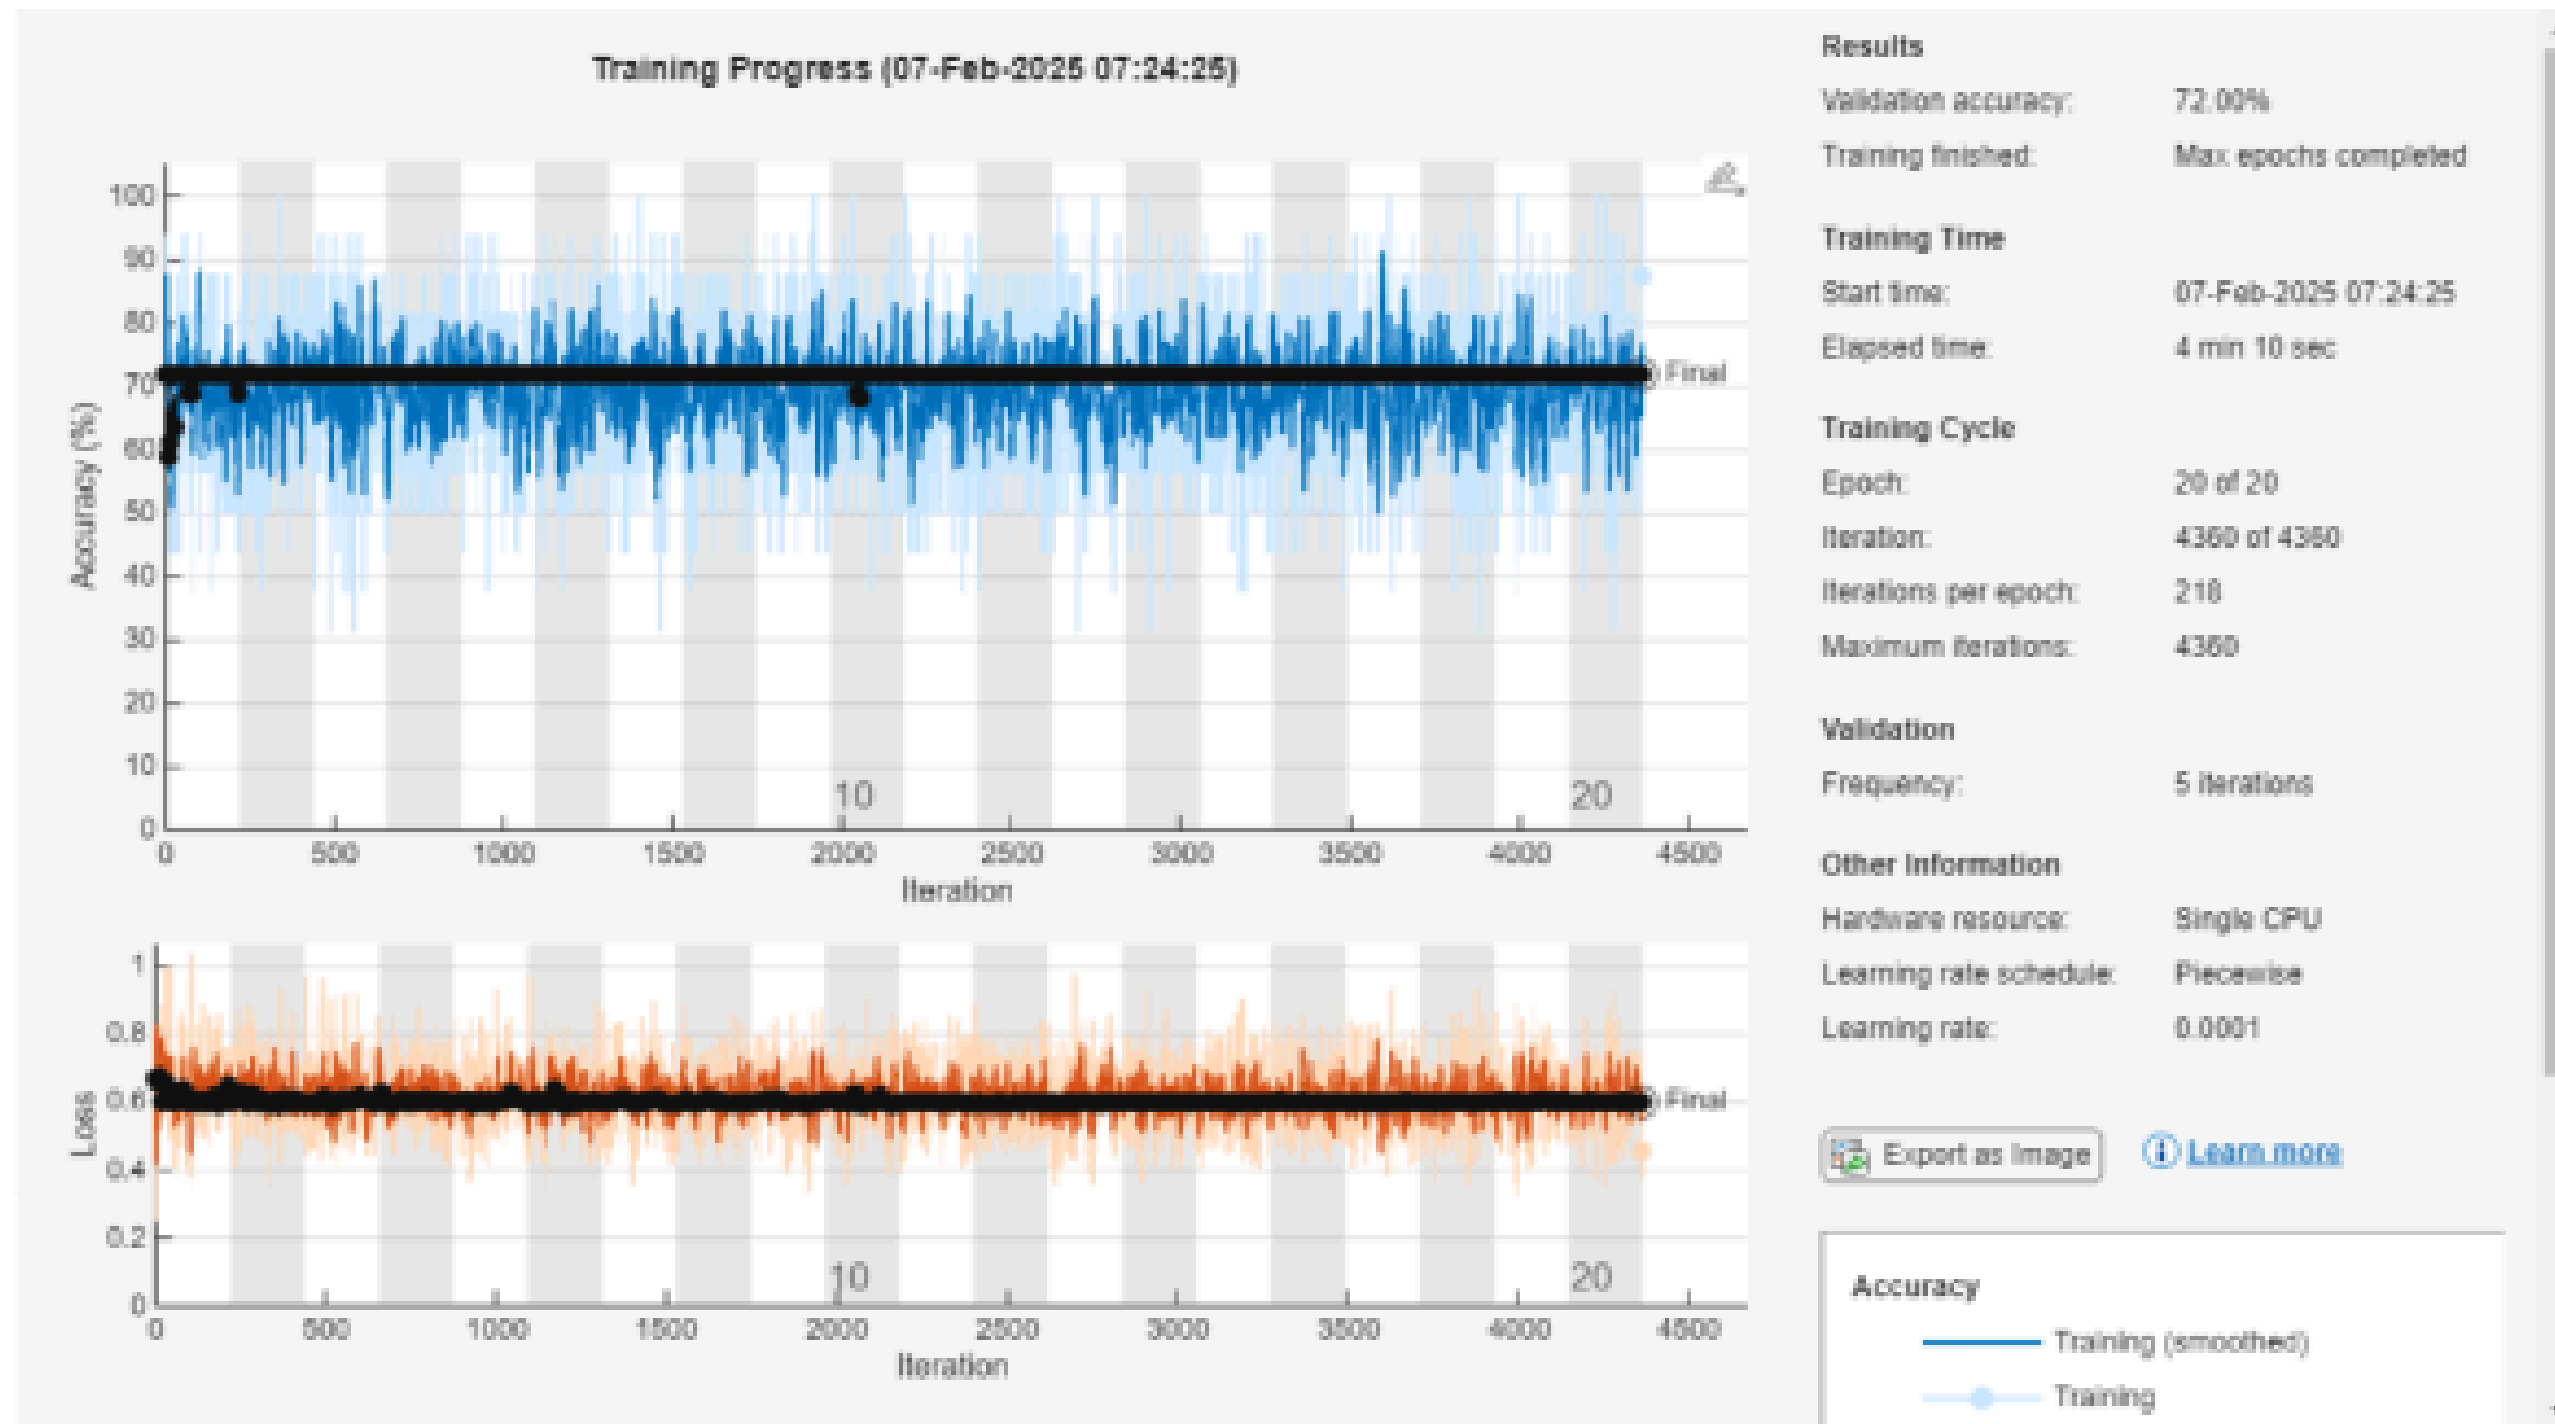 Training Progress (07-Feb-2025 07:24:25)
100
90
80
70
60
50
40
30
20
10
0
Accuracy (%)
Final
10
20
0 500 1000 1500 2000 2500 3000 3500 4000 4500
Iteration
1
0.8
0.6
0.4
0.2
0
Loss
Final
10
20
0 500 1000 1500 2000 2500 3000 3500 4000 4500
Iteration
Results
Validation accuracy: 72.00%
Training finished: Max epochs completed
Training Time
Start time: 07-Feb-2025 07:24:25
Elapsed time: 4 min 10 sec
Training Cycle
Epoch: 20 of 20
Iteration: 4360 of 4360
Iterations per epoch: 218
Maximum iterations: 4360
Validation
Frequency: 5 iterations
Other Information
Hardware resource: Single CPU
Learning rate schedule: Piecewise
Learning rate: 0.0001
Export as Image
Learn more
Accuracy
Training (smoothed)
Training